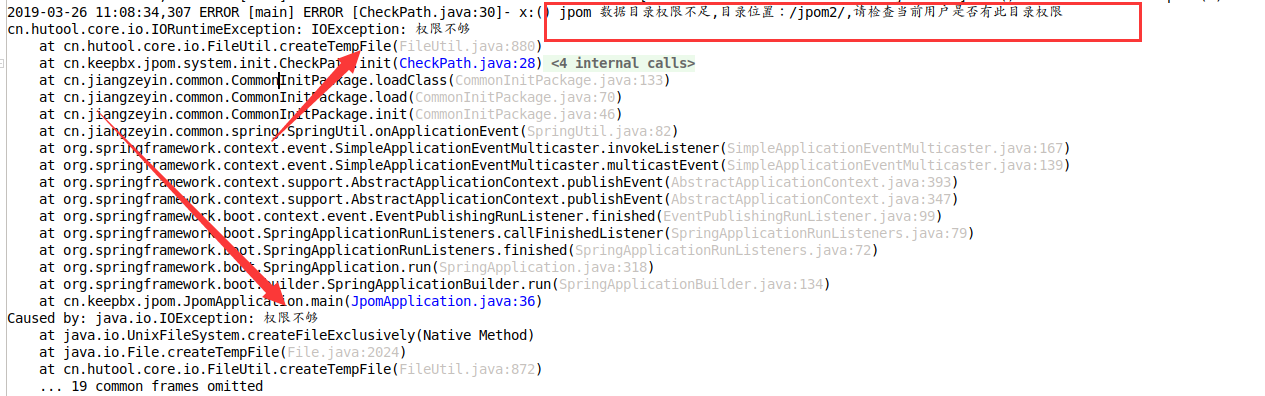 2019-03-26 11:08:34,307 ERROR [main] ERROR [CheckPath.java:30]- x:() jpom 数据目录权限不足,目录位置：/jpom2/,请检查当前用户是否有此目录权限
cn.hutool.core.io.IORuntimeException: IOException: 权限不够
at cn.hutool.core.io.FileUtil.createTempFile(FileUtil.java:880)
at cn.keepbx.jpom.system.init.CheckPath.init(CheckPath.java:28) <4 internal calls>
at cn.jiangzeyin.common.CommonInitPackage.loadClass(CommonInitPackage.java:133)
at cn.jiangzeyin.common.CommonInitPackage.load(CommonInitPackage.java:70)
at cn.jiangzeyin.common.CommonInitPackage.init(CommonInitPackage.java:46)
at cn.jiangzeyin.common.spring.SpringUtil.onApplicationEvent(SpringUtil.java:82)
at org.springframework.context.event.SimpleApplicationEventMulticaster.invokeListener(SimpleApplicationEventMulticaster.java:167)
at org.springframework.context.event.SimpleApplicationEventMulticaster.multicastEvent(SimpleApplicationEventMulticaster.java:139)
at org.springframework.context.support.AbstractApplicationContext.publishEvent(AbstractApplicationContext.java:393)
at org.springframework.context.support.AbstractApplicationContext.publishEvent(AbstractApplicationContext.java:347)
at org.springframework.boot.context.event.EventPublishingRunListener.finished(EventPublishingRunListener.java:99)
at org.springframework.boot.SpringApplicationRunListeners.callFinishedListener(SpringApplicationRunListeners.java:79)
at org.springframework.boot.SpringApplicationRunListeners.finished(SpringApplicationRunListeners.java:72)
at org.springframework.boot.SpringApplication.run(SpringApplication.java:318)
at org.springframework.boot.builder.SpringApplicationBuilder.run(SpringApplicationBuilder.java:134)
at cn.keepbx.jpom.JpomApplication.main(JpomApplication.java:36)
Caused by: java.io.IOException: 权限不够
at java.io.UnixFileSystem.createFileExclusively(Native Method)
at java.io.File.createTempFile(File.java:2024)
at cn.hutool.core.io.FileUtil.createTempFile(FileUtil.java:872)
... 19 common frames omitted